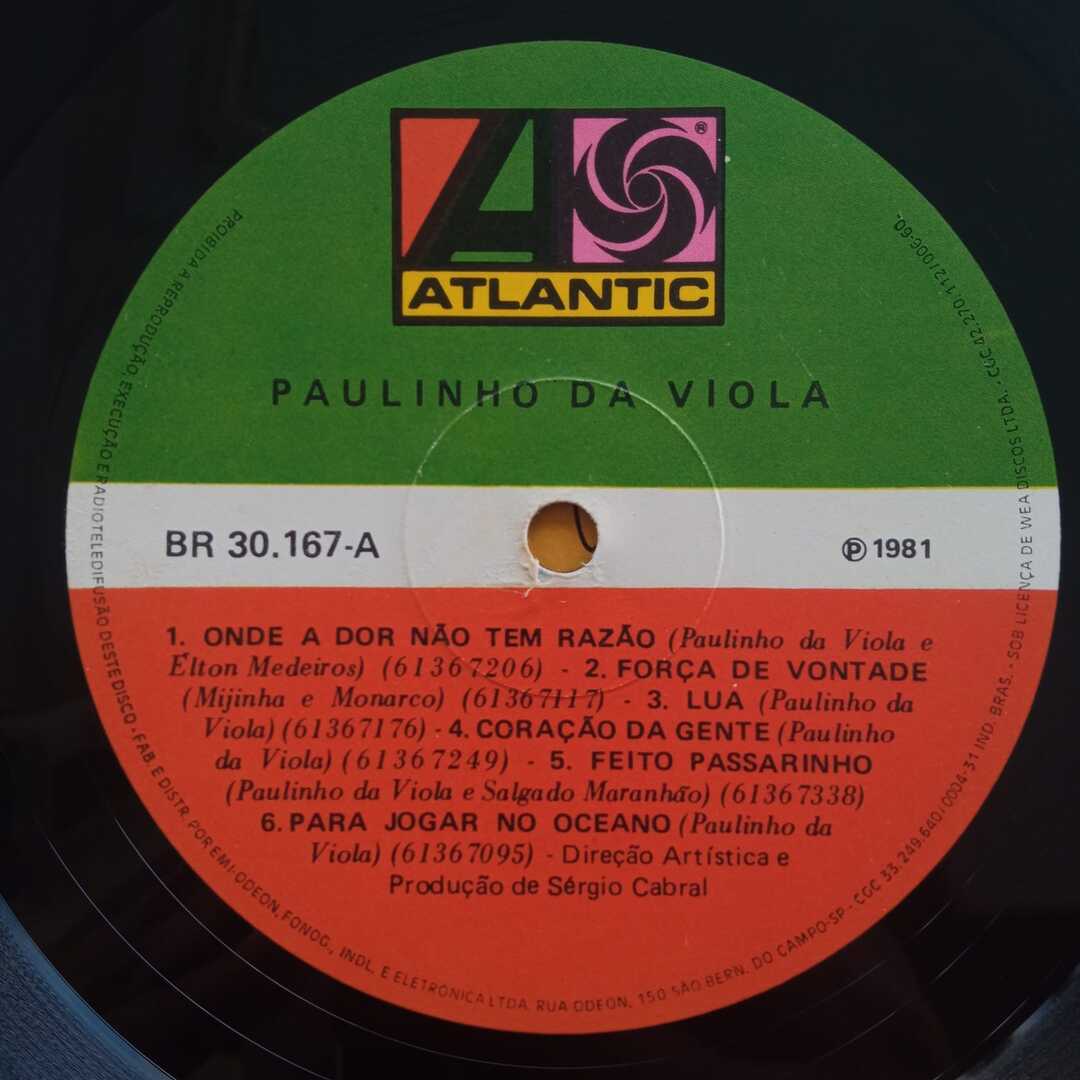 ATLANTIC
®
PAULINHO DA VIOLA
BR 30.167-A
℗ 1981
1. ONDE A DOR NÃO TEM RAZÃO (Paulinho da Viola e
Elton Medeiros) (61367206) - 2. FORÇA DE VONTADE
(Mijinha e Monarco) (61367117) - 3. LUA (Paulinho da
Viola) (61367176) - 4. CORAÇÃO DA GENTE (Paulinho
da Viola) (61367249) - 5. FEITO PASSARINHO
(Paulinho da Viola e Salgado Maranhão) (61367338)
6. PARA JOGAR NO OCEANO (Paulinho da
Viola) (61367095) - Direção Artística e
Produção de Sérgio Cabral
PROIBIDA A REPRODUÇÃO, EXECUÇÃO E RADIOTELEDIFUSÃO DESTE DISCO - FAB. E DISTR. POR EMI-ODEON, FONOG., INDL. E ELETRÔNICA LTDA. RUA ODEON, 150 SÃO BERN. DO CAMPO-SP - CGC 33.249.640/0004-31 IND. BRAS. - SOB LICENÇA DE WEA DISCOS LTDA. - CGC 42.270.112/006-60.